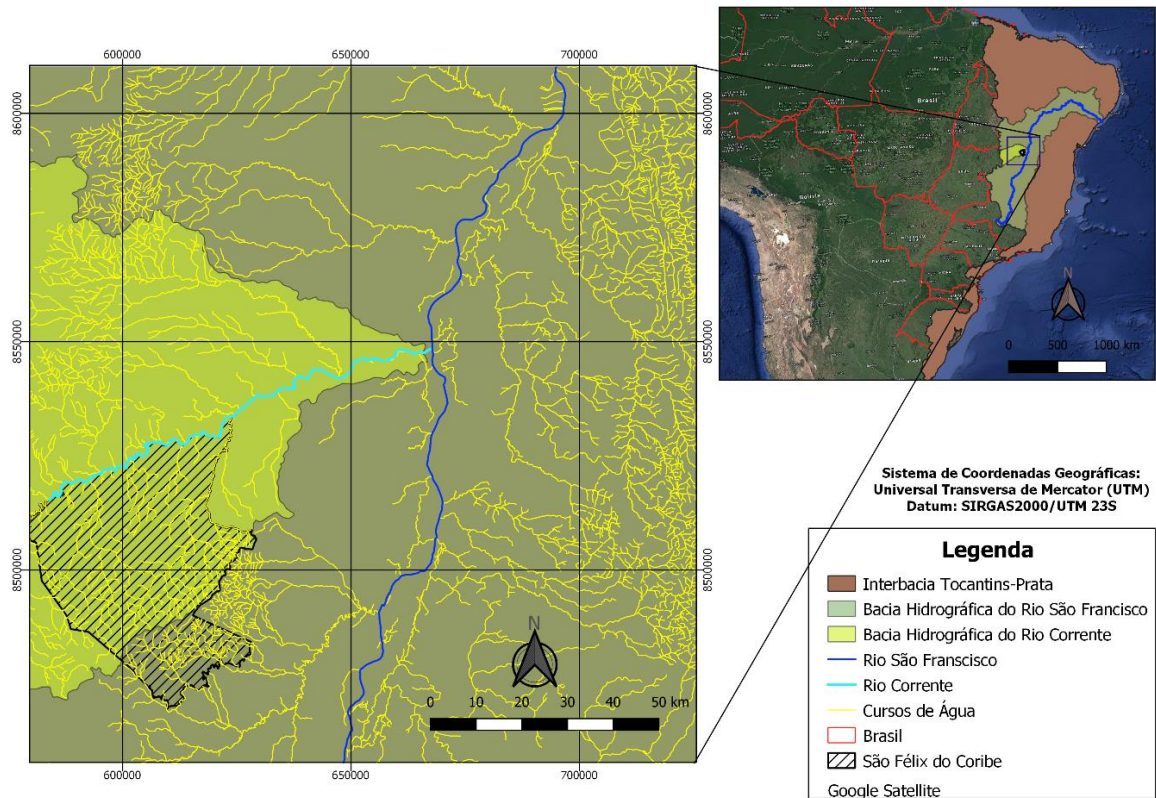 600000
650000
700000
8600000
8600000
8550000
8550000
8500000
8500000
N
0
10
20
30
40
50 km
600000
650000
700000
Brasil
Bolivia
N
0
500
1000 km
Sistema de Coordenadas Geográficas:
Universal Transversa de Mercator (UTM)
Datum: SIRGAS2000/UTM 23S
Legenda
Interbacia Tocantins-Prata
Bacia Hidrográfica do Rio São Francisco
Bacia Hidrográfica do Rio Corrente
Rio São Franscisco
Rio Corrente
Cursos de Água
Brasil
São Félix do Coribe
Google Satellite